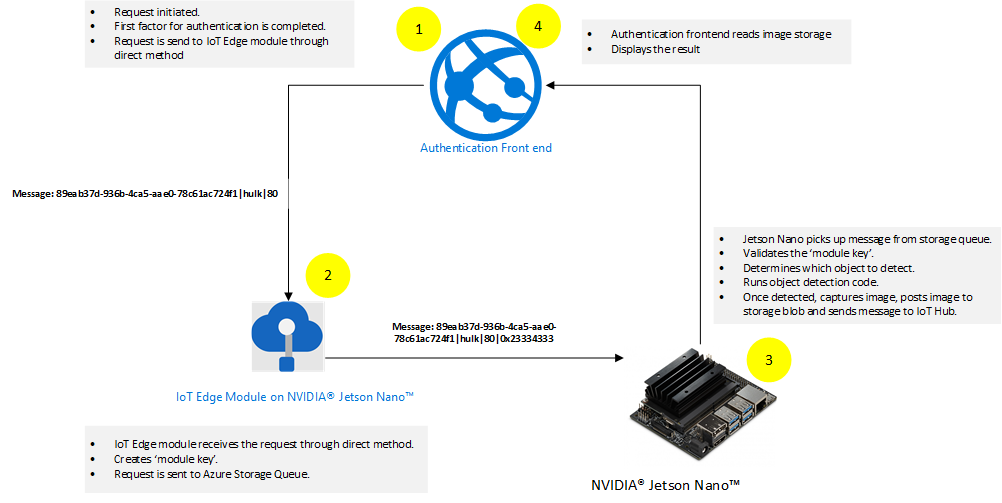 • Request initiated.
• First factor for authentication is completed.
• Request is send to IoT Edge module through
direct method
1
4
• Authentication frontend reads image storage
• Displays the result
Authentication Front end
Message: 89eab37d-936b-4ca5-aae0-78c61ac724f1|hulk|80
2
IoT Edge Module on NVIDIA® Jetson Nano™
• IoT Edge module receives the request through direct method.
• Creates ‘module key’.
• Request is sent to Azure Storage Queue.
Message: 89eab37d-936b-4ca5-aae0-
78c61ac724f1|hulk|80|0x23334333
• Jetson Nano picks up message from storage queue.
• Validates the ‘module key’.
• Determines which object to detect.
• Runs object detection code.
• Once detected, captures image, posts image to
storage blob and sends message to IoT Hub.
3
NVIDIA® Jetson Nano™